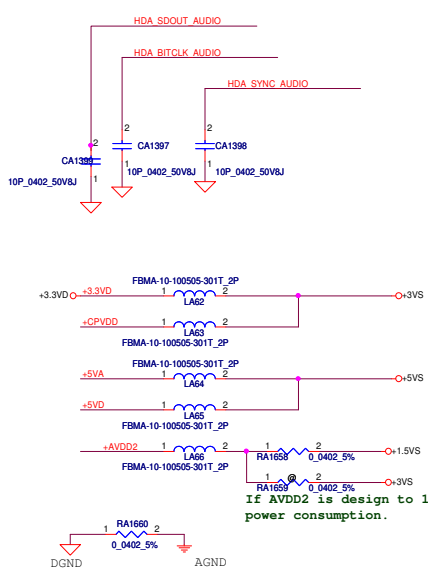 HDA_SDOUT_AUDIO
HDA_BITCLK_AUDIO
HDA_SYNC_AUDIO
2
2
2
CA1399
CA1397
CA1398
1
1
1
10P_0402_50V8J
10P_0402_50V8J
10P_0402_50V8J
FBMA-10-100505-301T_2P
+3.3VD
+3.3VD
1
2
+3VS
LA62
+CPVDD
1
2
LA63
FBMA-10-100505-301T_2P
FBMA-10-100505-301T_2P
+5VA
1
2
+5VS
LA64
+5VD
1
2
LA65
FBMA-10-100505-301T_2P
+AVDD2
1
2
1
2
+1.5VS
LA66
RA1658
0_0402_5%
FBMA-10-100505-301T_2P
1
@
2
+3VS
RA1659
0_0402_5%
If AVDD2 is design to 1
power consumption.
RA1660
1
2
0_0402_5%
DGND
AGND